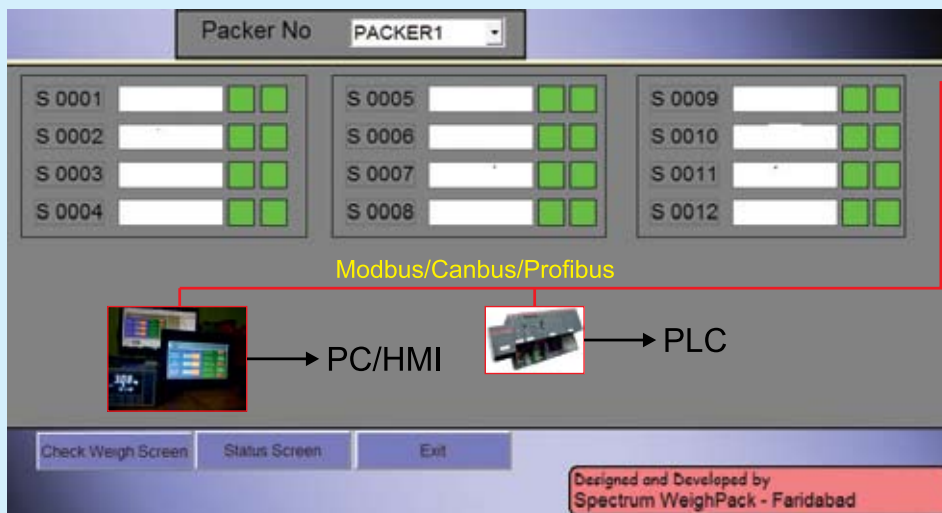 Packer No PACKER1
S 0001 S 0005 S 0009
S 0002 S 0006 S 0010
S 0003 S 0007 S 0011
S 0004 S 0008 S 0012
Modbus/Canbus/Profibus
PC/HMI
PLC
Check Weigh Screen Status Screen Exit
Designed and Developed by
Spectrum WeighPack - Faridabad